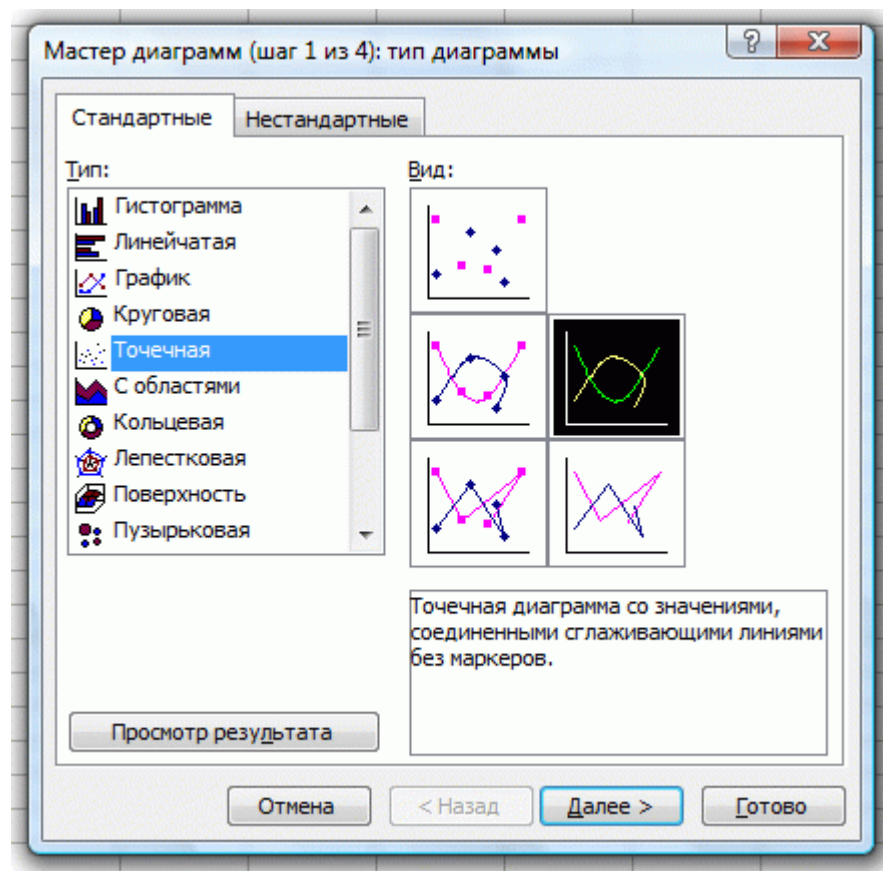 Мастер диаграмм (шаг 1 из 4): тип диаграммы
Стандартные
Нестандартные
Тип:
Гистограмма
Линейчатая
График
Круговая
Точечная
С областями
Кольцевая
Лепестковая
Поверхность
Пузырьковая
Вид:
Точечная диаграмма со значениями,
соединенными сглаживающими линиями
без маркеров.
Просмотр результата
Отмена
< Назад
Далее >
Готово